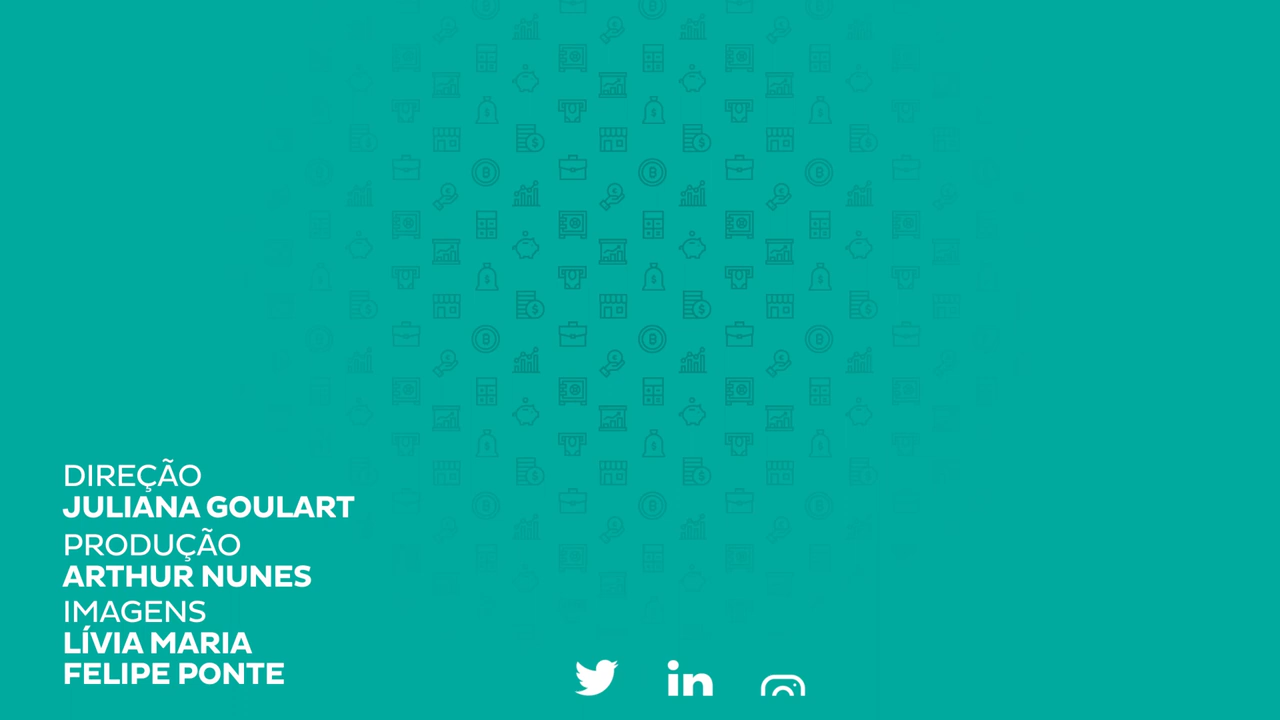 DIREÇÃO
JULIANA GOULART
PRODUÇÃO
ARTHUR NUNES
IMAGENS
LÍVIA MARIA
FELIPE PONTE